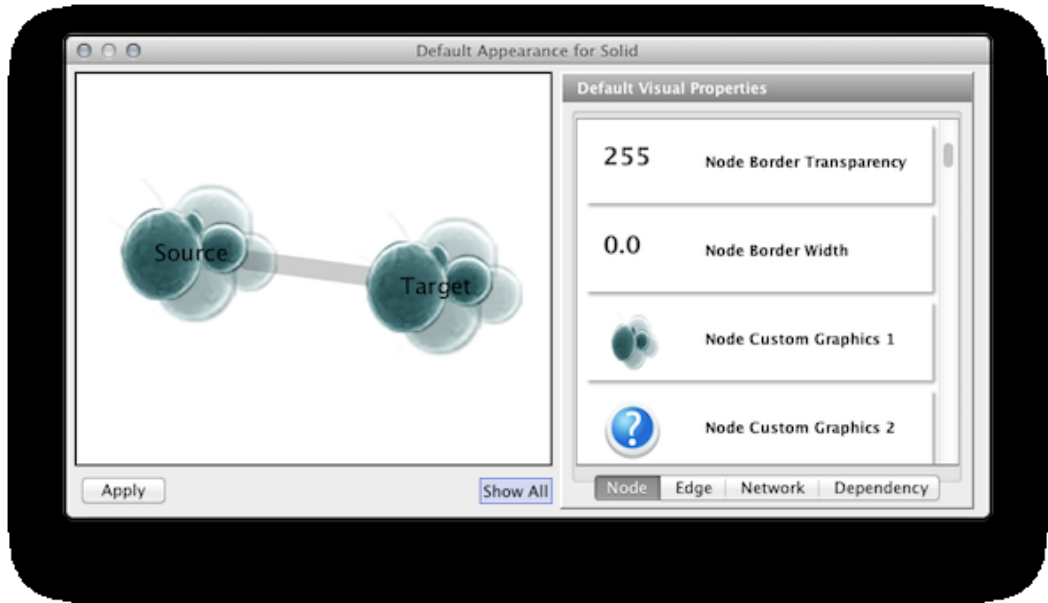 Default Appearance for Solid
Source
Target
Apply
Show All
Default Visual Properties
255 Node Border Transparency
0.0 Node Border Width
Node Custom Graphics 1
? Node Custom Graphics 2
Node Edge Network Dependency